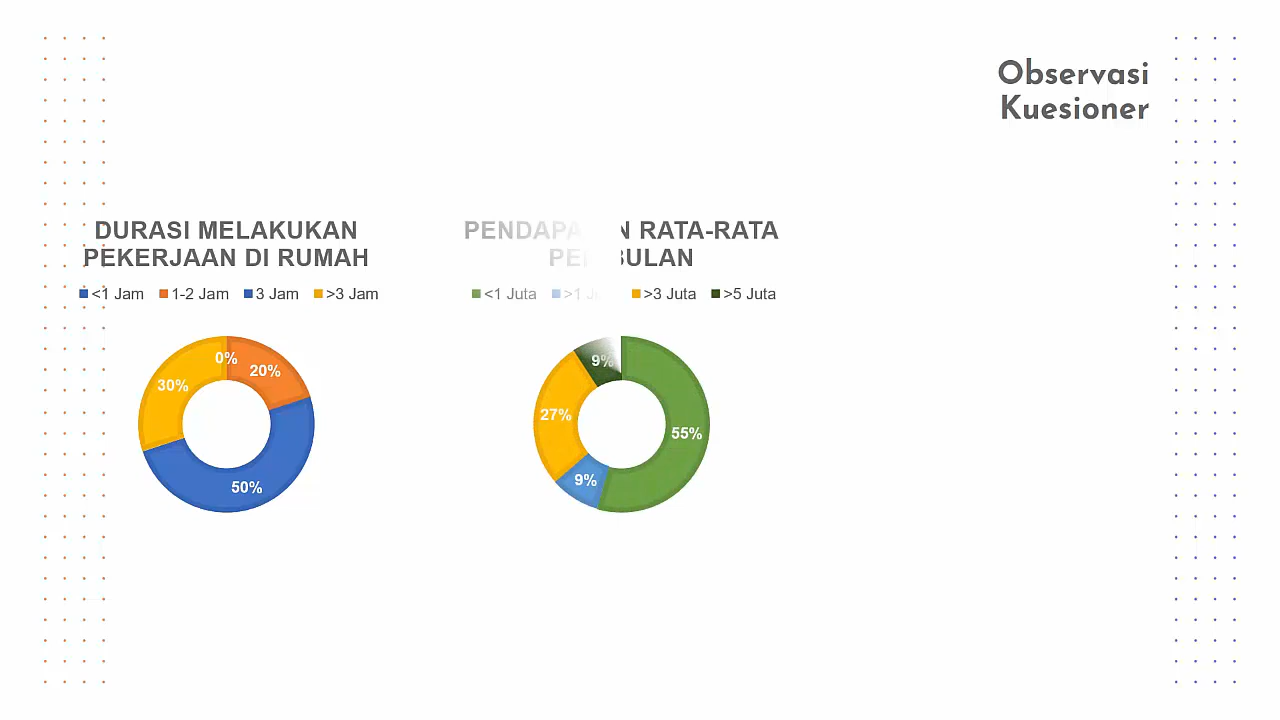 Observasi
Kuesioner
DURASI MELAKUKAN
PEKERJAAN DI RUMAH
<1 Jam 1-2 Jam 3 Jam >3 Jam
0%
20%
30%
50%
RATA-RATA
<1 Juta >3 Juta >5 Juta
9%
27%
55%
9%